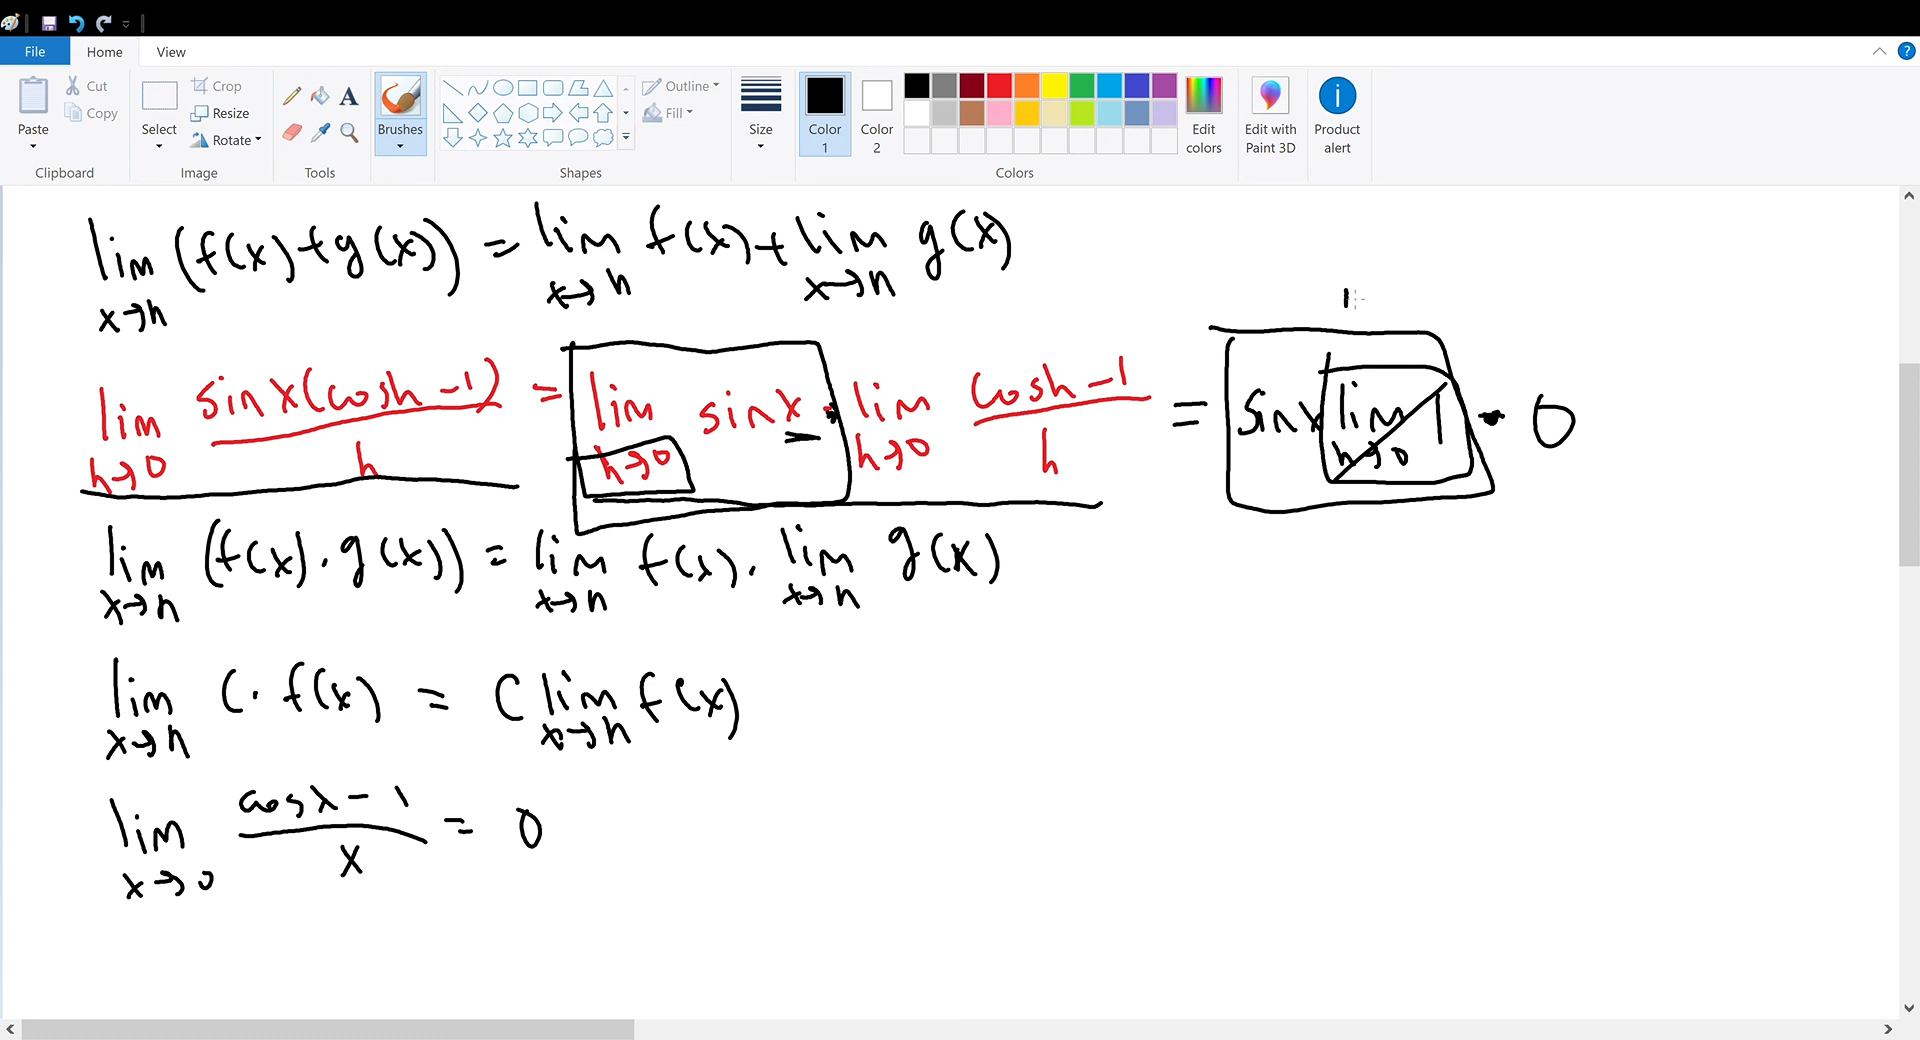 File Home View
Paste Cut Copy Select Crop Resize Rotate A Brushes Outline Fill Size Color 1 Color 2 Edit colors Edit with Paint 3D Product alert
Clipboard Image Tools Shapes Colors
lim x→h (f(x)+g(x)) = lim x→h f(x) + lim x→h g(x)
1
lim h→0 sinx(cosh-1)/h = lim h→0 sinx · lim h→0 cosh-1/h = sinx lim h→0 1 · 0
lim x→h (f(x)·g(x)) = lim x→h f(x) · lim x→h g(x)
lim x→h C·f(x) = C lim x→h f(x)
lim x→0 cosx-1/x = 0